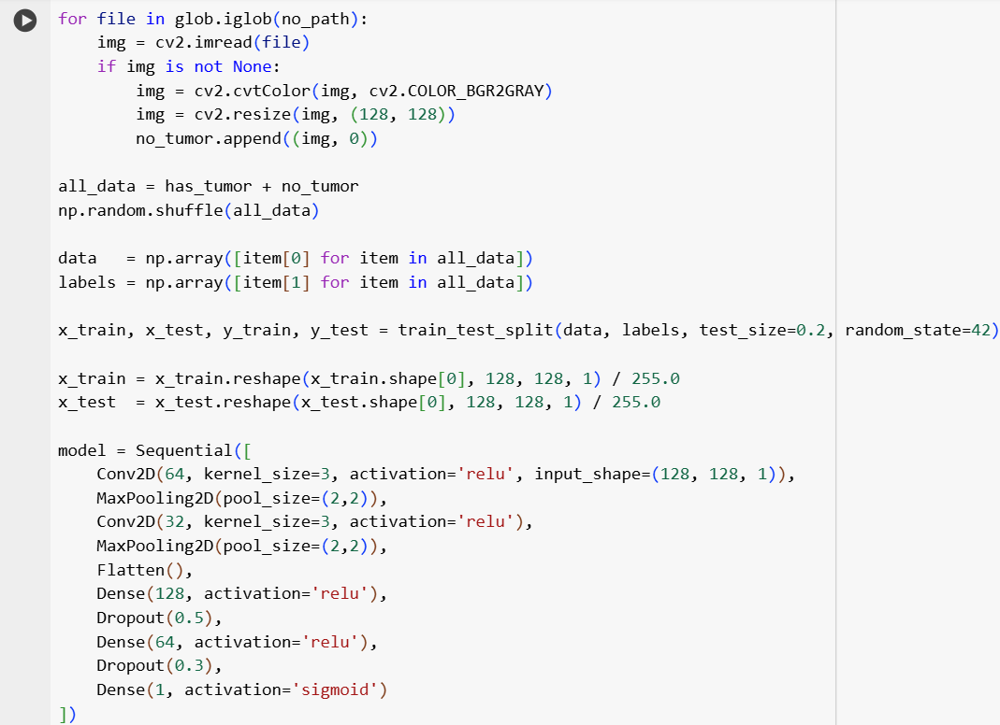 for file in glob.iglob(no_path):
    img = cv2.imread(file)
    if img is not None:
        img = cv2.cvtColor(img, cv2.COLOR_BGR2GRAY)
        img = cv2.resize(img, (128, 128))
        no_tumor.append((img, 0))

all_data = has_tumor + no_tumor
np.random.shuffle(all_data)

data   = np.array([item[0] for item in all_data])
labels = np.array([item[1] for item in all_data])

x_train, x_test, y_train, y_test = train_test_split(data, labels, test_size=0.2, random_state=42)

x_train = x_train.reshape(x_train.shape[0], 128, 128, 1) / 255.0
x_test  = x_test.reshape(x_test.shape[0], 128, 128, 1) / 255.0

model = Sequential([
    Conv2D(64, kernel_size=3, activation='relu', input_shape=(128, 128, 1)),
    MaxPooling2D(pool_size=(2,2)),
    Conv2D(32, kernel_size=3, activation='relu'),
    MaxPooling2D(pool_size=(2,2)),
    Flatten(),
    Dense(128, activation='relu'),
    Dropout(0.5),
    Dense(64, activation='relu'),
    Dropout(0.3),
    Dense(1, activation='sigmoid')
])